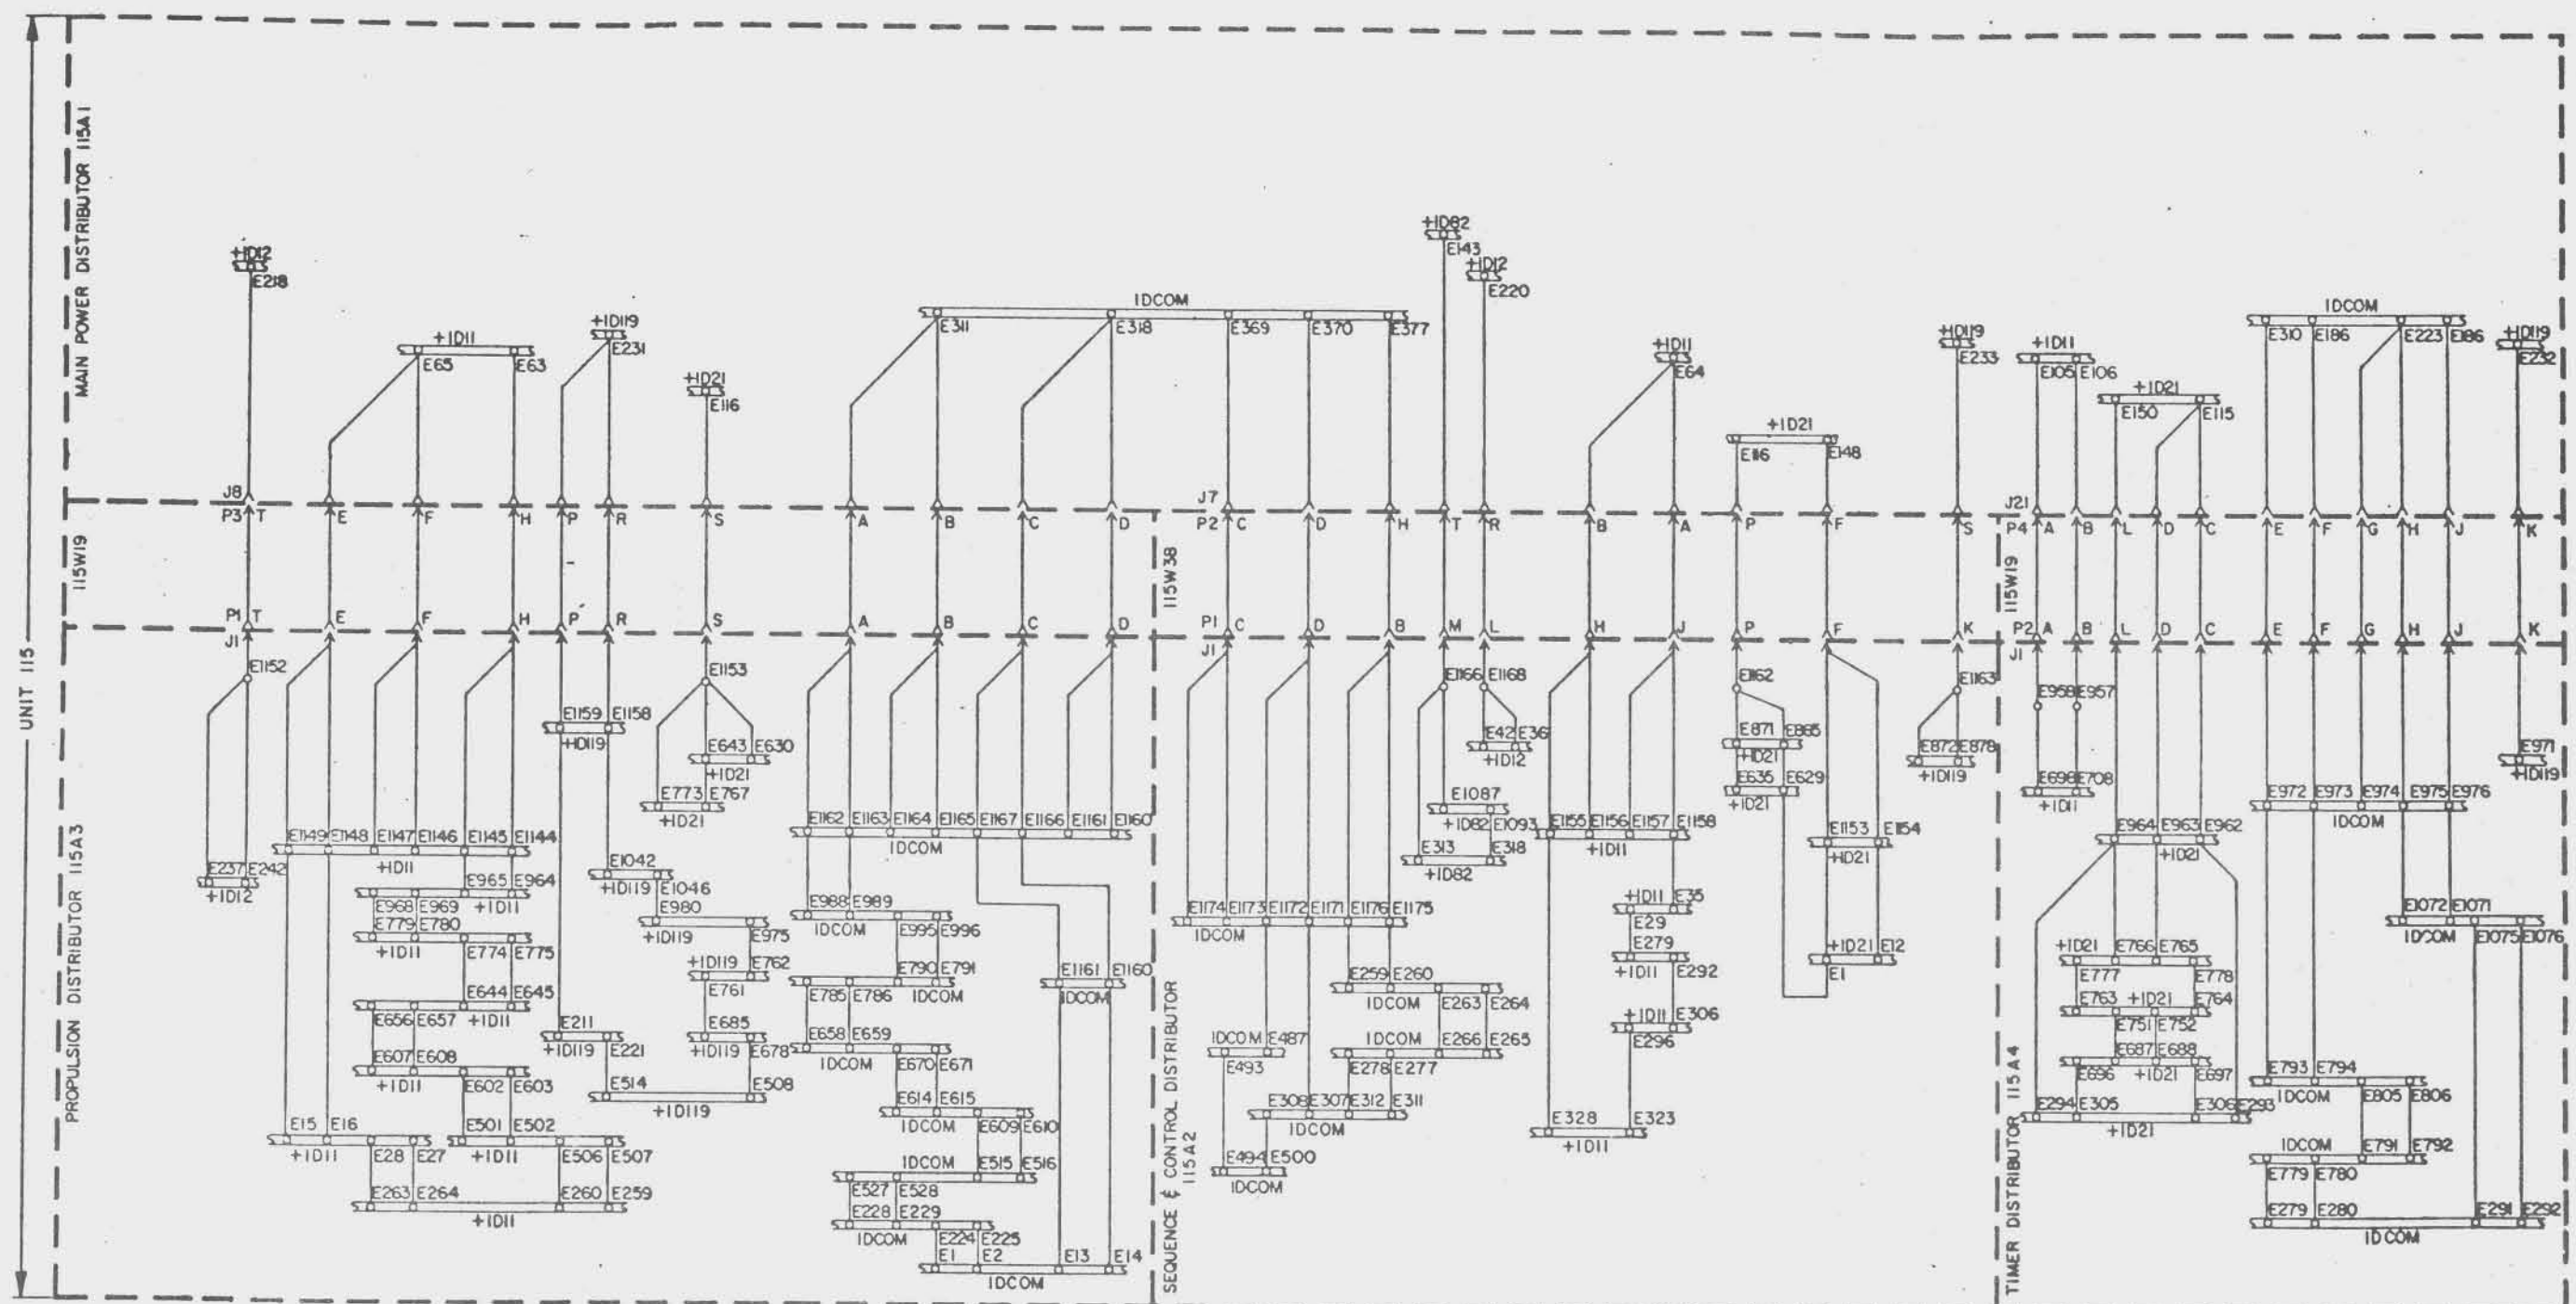 UNIT 115
MAIN POWER DISTRIBUTOR 115A1
115W19
PROPULSION DISTRIBUTOR 115A3
115W38
SEQUENCE & CONTROL DISTRIBUTOR
115A2
115W19
TIMER DISTRIBUTOR 115A4
+1D82
E143
+1D12
E218
+1D12
E220
1DCOM
E311 E318 E369 E370 E377
1DCOM
E310 E186 E223 E186
+1D119
E231
+1D11
E65 E63
+1D11
E64
+1D119
E233
+1D11
E105 E106
+1D119
E232
+1D21
E116
+1D21
E150 E115
+1D21
E116 E148
J8
P3 T E F H P R S A B C D
J7
P2 C D H T R B A P F S
J21
P4 A B L D C E F G H J K
P1 T E F H P R S A B C D
J1
P1 C D B M L H J P F K
J1
P2 A B L D C E F G H J K
J1
E1152
E237 E242
+1D12
E1149 E1148 E1147 E1146 E1145 E1144
+1D11
E965 E964
E968 E969 +1D11
E779 E780
+1D11 E774 E775
E644 E645
E656 E657 +1D11
E607 E608
+1D11 E602 E603
E15 E16
+1D11 E28 E27
E501 E502
+1D11 E506 E507
E263 E264 E260 E259
+1D11
E1159 E1158
+1D119
E1042
+1D119 E1046
E980
+1D119 E975
+1D119 E762
E761
E685
+1D119 E678
E211
+1D119 E221
E514 E508
+1D119
E1153
E643 E630
+1D21
E773 E767
+1D21
E1162 E1163 E1164 E1165 E1167 E1166 E1161 E1160
1DCOM
E988 E989
1DCOM E995 E996
E790 E791
E785 E786 1DCOM
E658 E659
1DCOM E670 E671
E614 E615
1DCOM E609 E610
1DCOM E515 E516
E527 E528
E228 E229
1DCOM E224 E225
E1 E2 E13 E14
1DCOM
E1161 E1160
1DCOM
E1174 E1173 E1172 E1171 E1176 E1175
1DCOM
1DCOM E487
E493
E494 E500
1DCOM
E259 E260
1DCOM E263 E264
1DCOM E266 E265
E278 E277
E308 E307 E312 E311
1DCOM
E1166 E1168
E42 E36
+1D12
E1087
+1D82 E1093
E313 E318
+1D82
E1155 E1156 E1157 E1158
+1D11
+1D11 E35
E29
E279
+1D11 E292
+1D11 E306
E296
E328 E323
+1D11
E1162
E871 E865
+1D21
E635 E629
+1D21
E1153 E1154
+1D21
+1D21 E12
E1
E1163
E872 E878
+1D119
E958 E957
E698 E708
+1D11
E964 E963 E962
+1D21
+1D21 E766 E765
E777 E778
E763 +1D21 E764
E751 E752
E687 E688
E696 +1D21 E697
E294 E305 E306 E293
+1D21
E972 E973 E974 E975 E976
1DCOM
E971
+1D119
E1072 E1071
1DCOM E1075 E1076
E793 E794
1DCOM E805 E806
1DCOM E791 E792
E779 E780
E279 E280 E291 E292
1DCOM